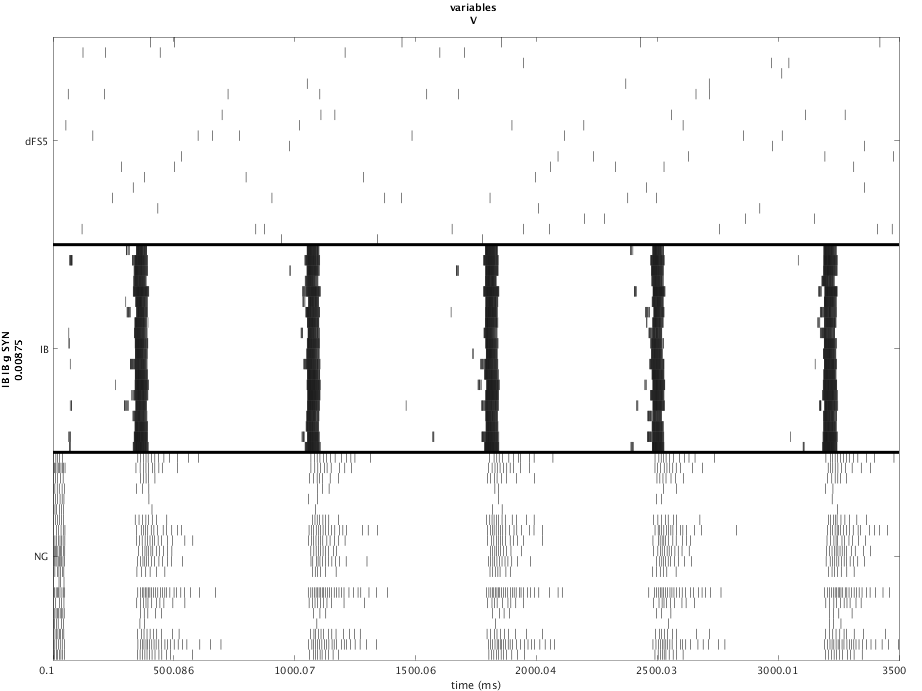 variables
V
dFS5
IB
NG
IB IB g SYN
0.00875
0.1
500.086
1000.07
1500.06
2000.04
2500.03
3000.01
3500
time (ms)